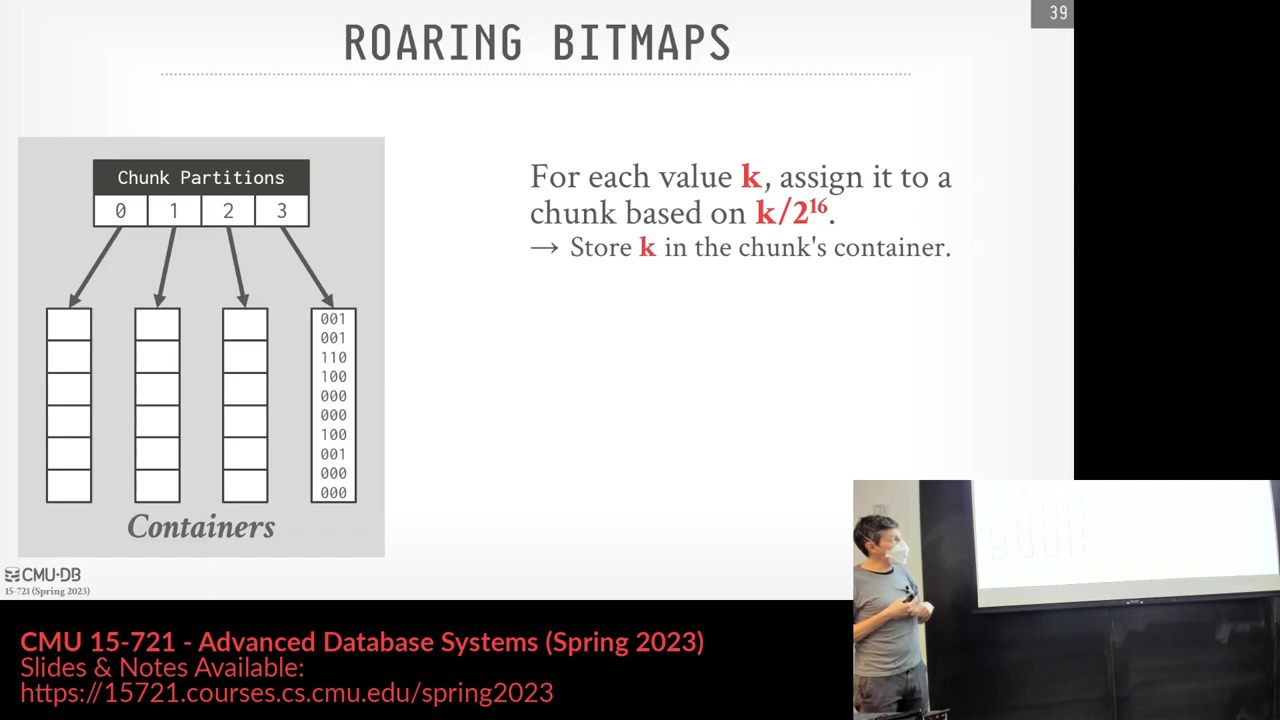 39
ROARING BITMAPS
Chunk Partitions
0 1 2 3
001
001
110
100
000
000
100
001
000
000
Containers
For each value k, assign it to a
chunk based on k/2¹⁶.
→ Store k in the chunk's container.
CMU·DB
15-721 (Spring 2023)
CMU 15-721 - Advanced Database Systems (Spring 2023)
Slides & Notes Available:
https://15721.courses.cs.cmu.edu/spring2023